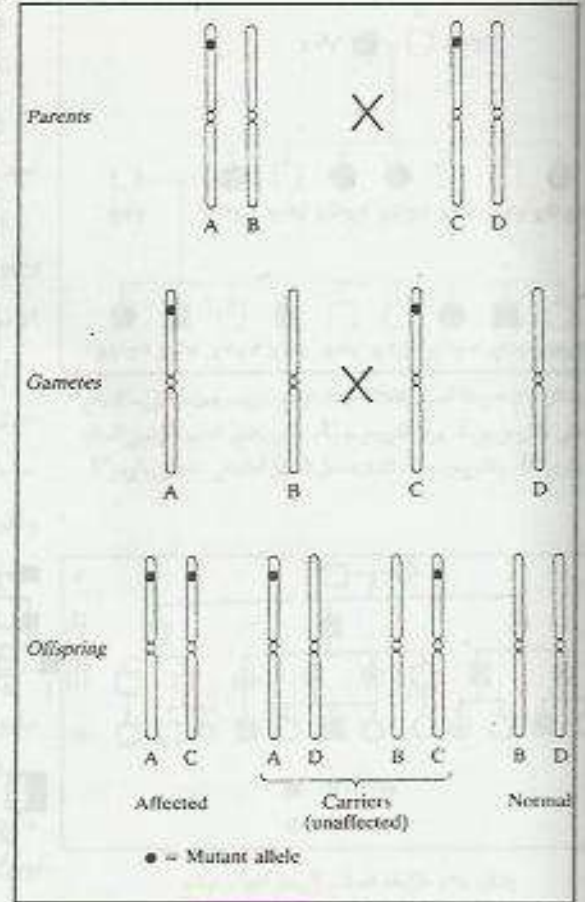 Parents
A B C D
Gametes
A B C D
Offspring
A C A D B C B D
Affected Carriers Normal
(unaffected)
● = Mutant allele